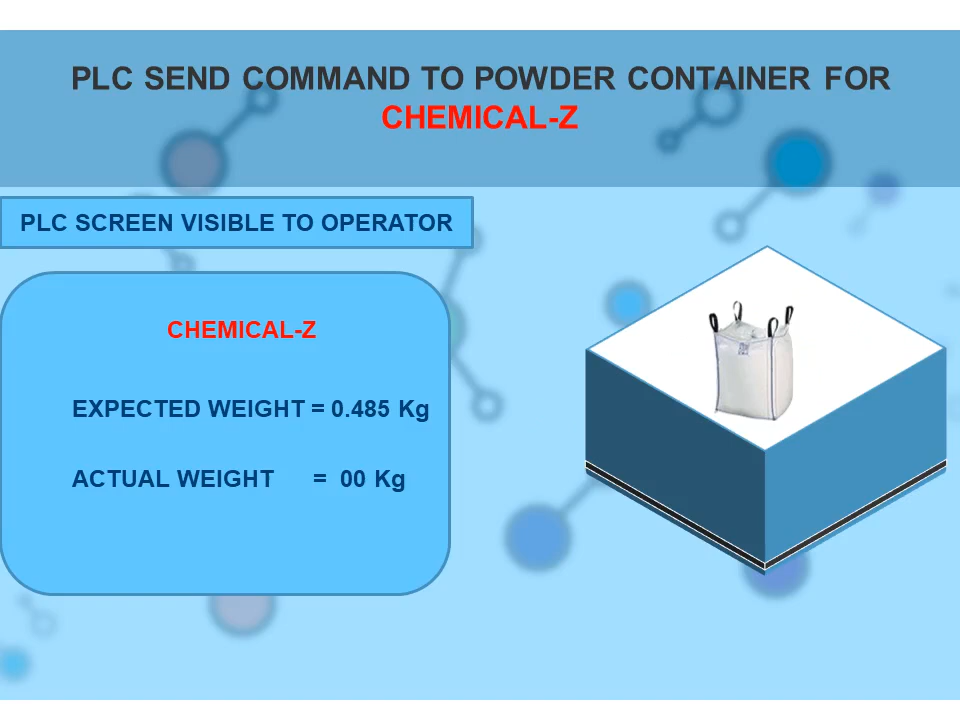 PLC SEND COMMAND TO POWDER CONTAINER FOR
CHEMICAL-Z
PLC SCREEN VISIBLE TO OPERATOR
CHEMICAL-Z
EXPECTED WEIGHT = 0.485 Kg
ACTUAL WEIGHT = 00 Kg